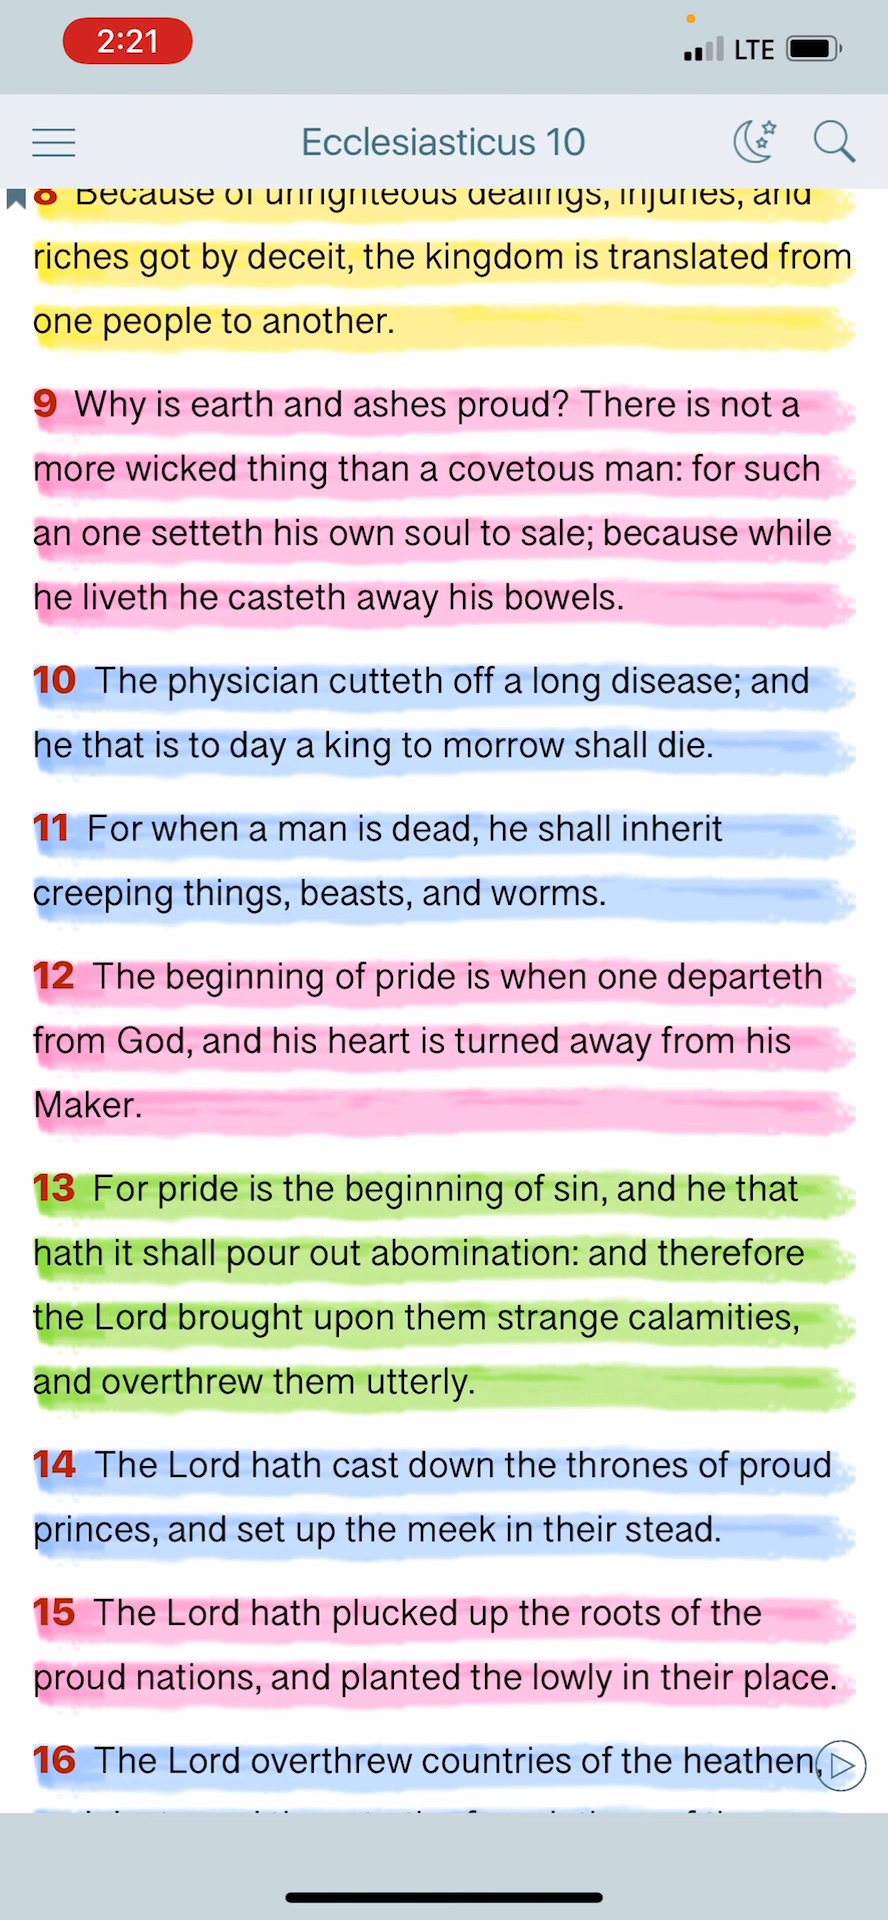 2:21
LTE
Ecclesiasticus 10
8 Because of unrighteous dealings, injuries, and
riches got by deceit, the kingdom is translated from
one people to another.
9 Why is earth and ashes proud? There is not a
more wicked thing than a covetous man: for such
an one setteth his own soul to sale; because while
he liveth he casteth away his bowels.
10 The physician cutteth off a long disease; and
he that is to day a king to morrow shall die.
11 For when a man is dead, he shall inherit
creeping things, beasts, and worms.
12 The beginning of pride is when one departeth
from God, and his heart is turned away from his
Maker.
13 For pride is the beginning of sin, and he that
hath it shall pour out abomination: and therefore
the Lord brought upon them strange calamities,
and overthrew them utterly.
14 The Lord hath cast down the thrones of proud
princes, and set up the meek in their stead.
15 The Lord hath plucked up the roots of the
proud nations, and planted the lowly in their place.
16 The Lord overthrew countries of the heathen,